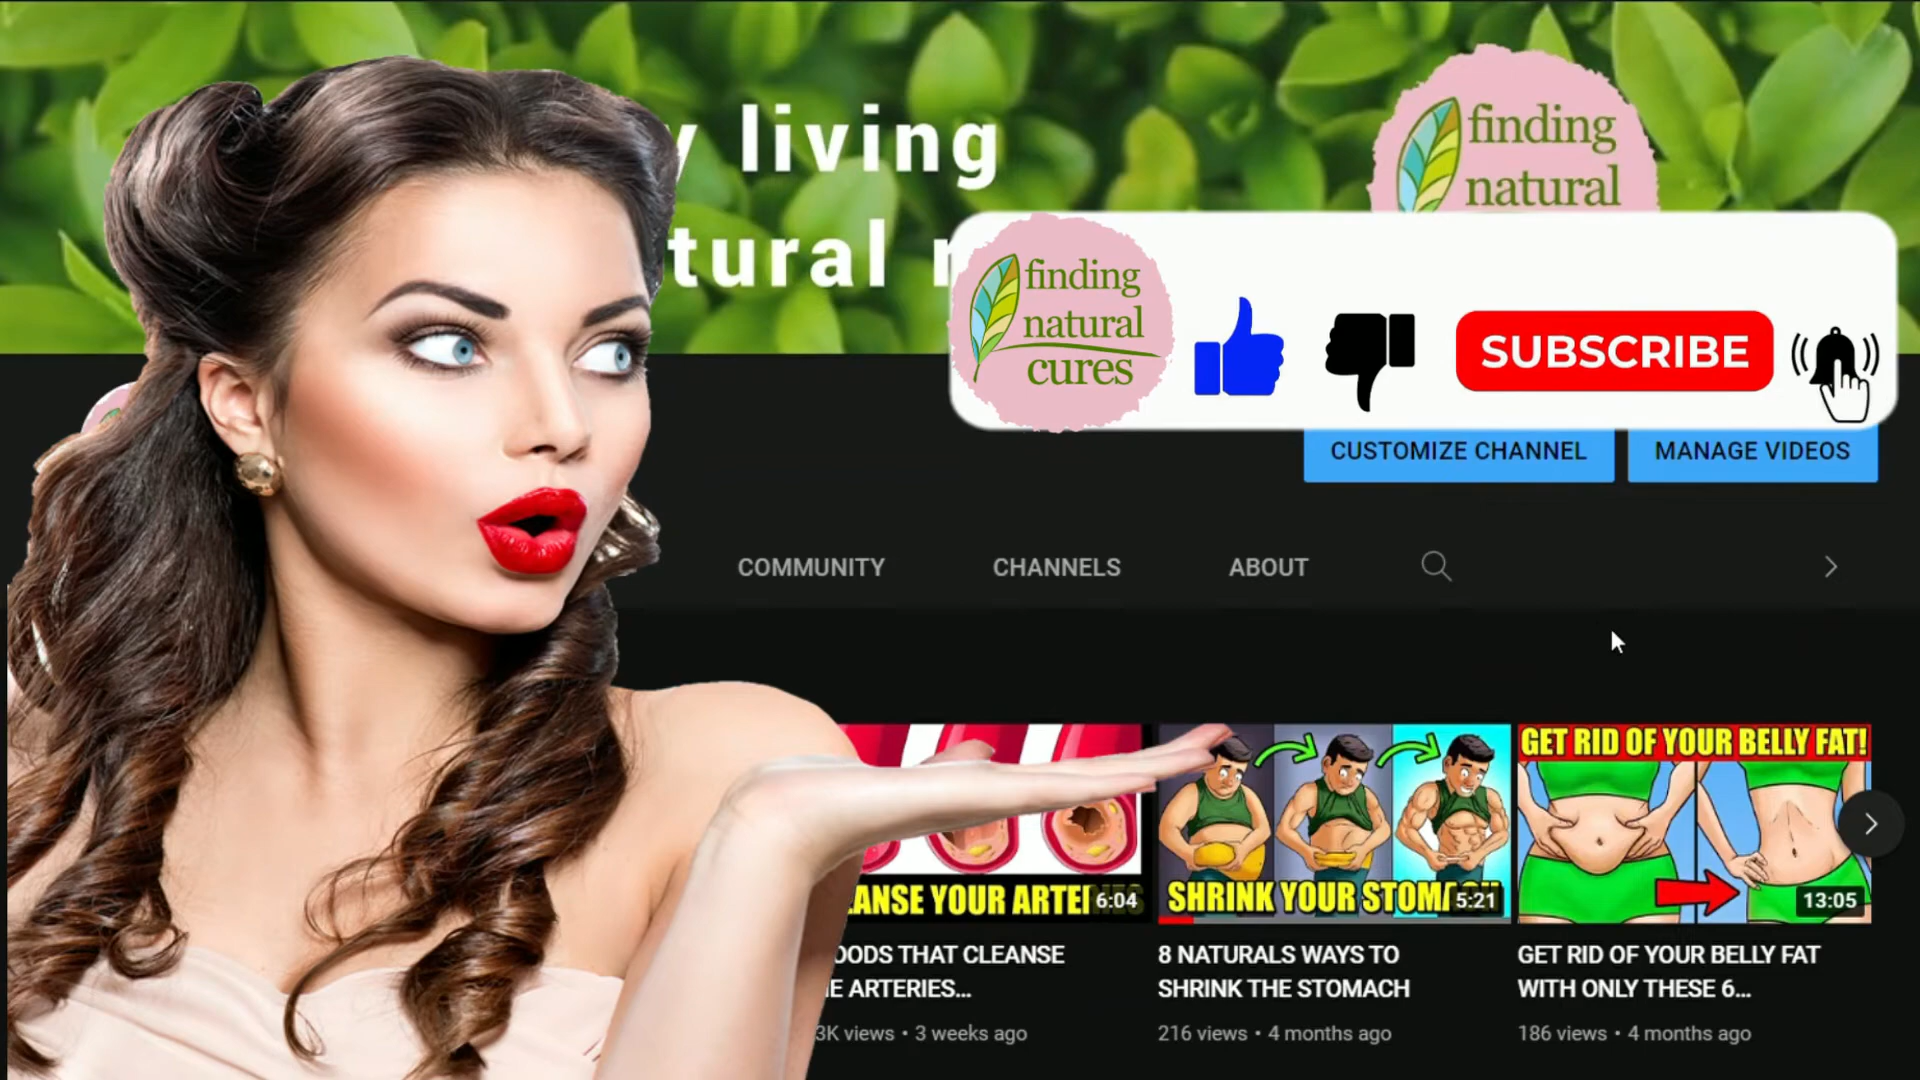 living
tural
finding
natural
finding
natural
cures
SUBSCRIBE
CUSTOMIZE CHANNEL
MANAGE VIDEOS
COMMUNITY
CHANNELS
ABOUT
GET RID OF YOUR BELLY FAT!
YOUR
6:04
SHRINK YOUR
5:21
13:05
THAT CLEANSE
ARTERIES...
8 NATURALS WAYS TO
SHRINK THE STOMACH
GET RID OF YOUR BELLY FAT
WITH ONLY THESE 6...
3K views • 3 weeks ago
216 views • 4 months ago
186 views • 4 months ago